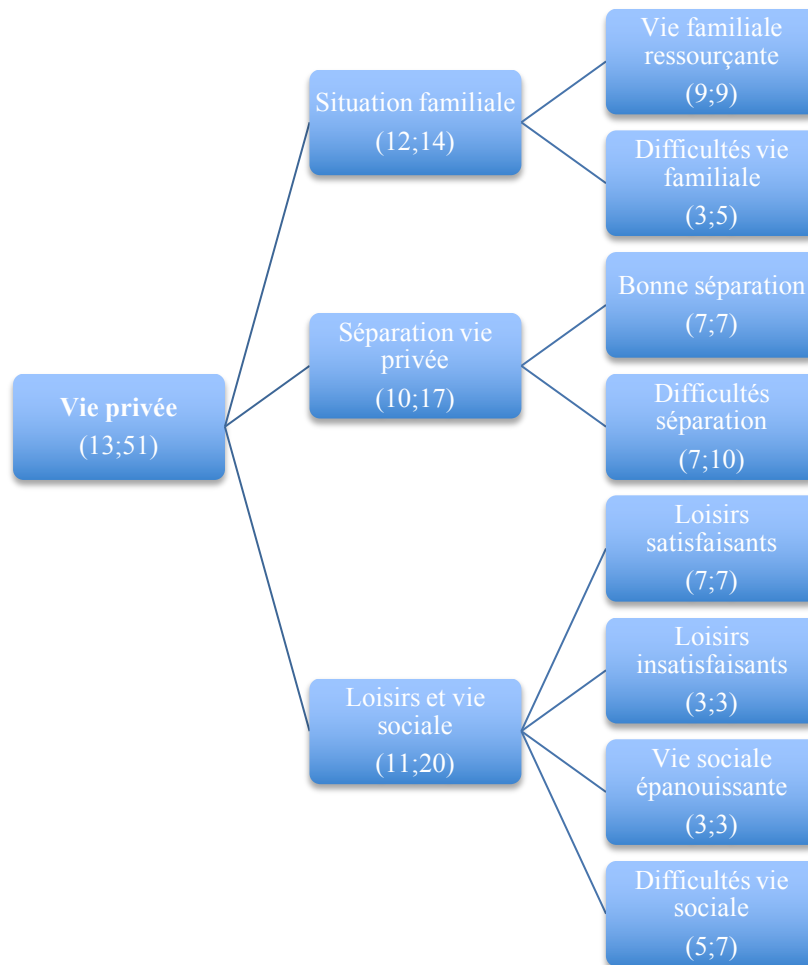 Vie privée
(13;51)
Situation familiale
(12;14)
Vie familiale
ressourçante
(9;9)
Difficultés vie
familiale
(3;5)
Séparation vie
privée
(10;17)
Bonne séparation
(7;7)
Difficultés
séparation
(7;10)
Loisirs et vie
sociale
(11;20)
Loisirs
satisfaisants
(7;7)
Loisirs
insatisfaisants
(3;3)
Vie sociale
épanouissante
(3;3)
Difficultés vie
sociale
(5;7)